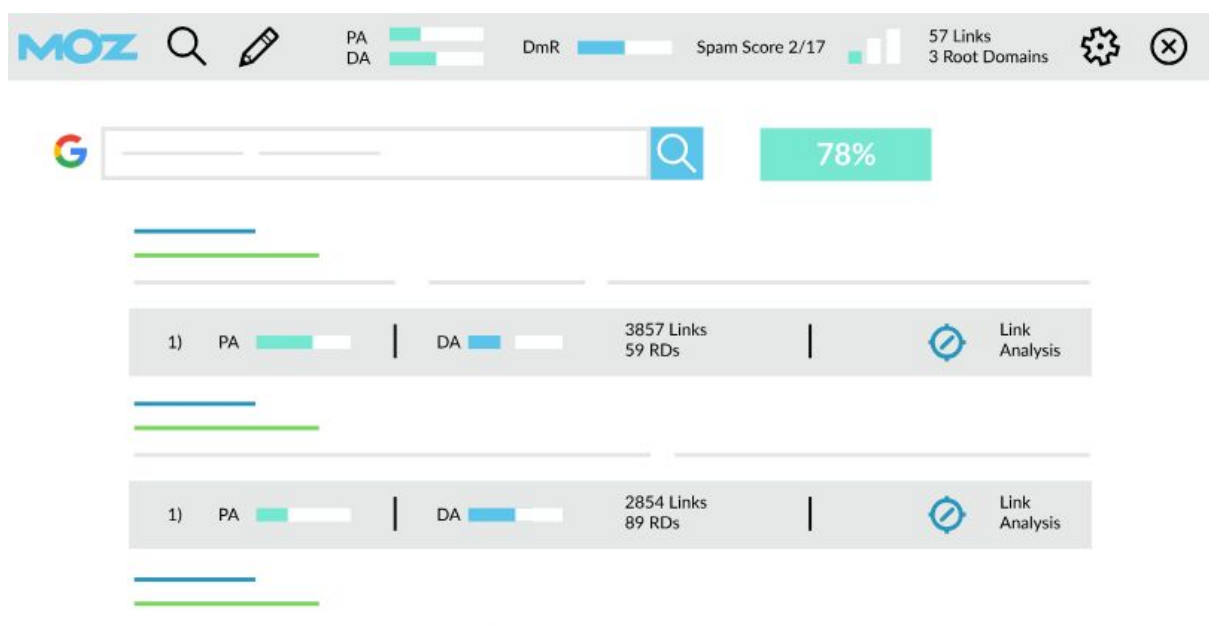 MOZ
PA
DA
DmR
Spam Score 2/17
57 Links
3 Root Domains
78%
1) PA
DA
3857 Links
59 RDs
Link
Analysis
1) PA
DA
2854 Links
89 RDs
Link
Analysis